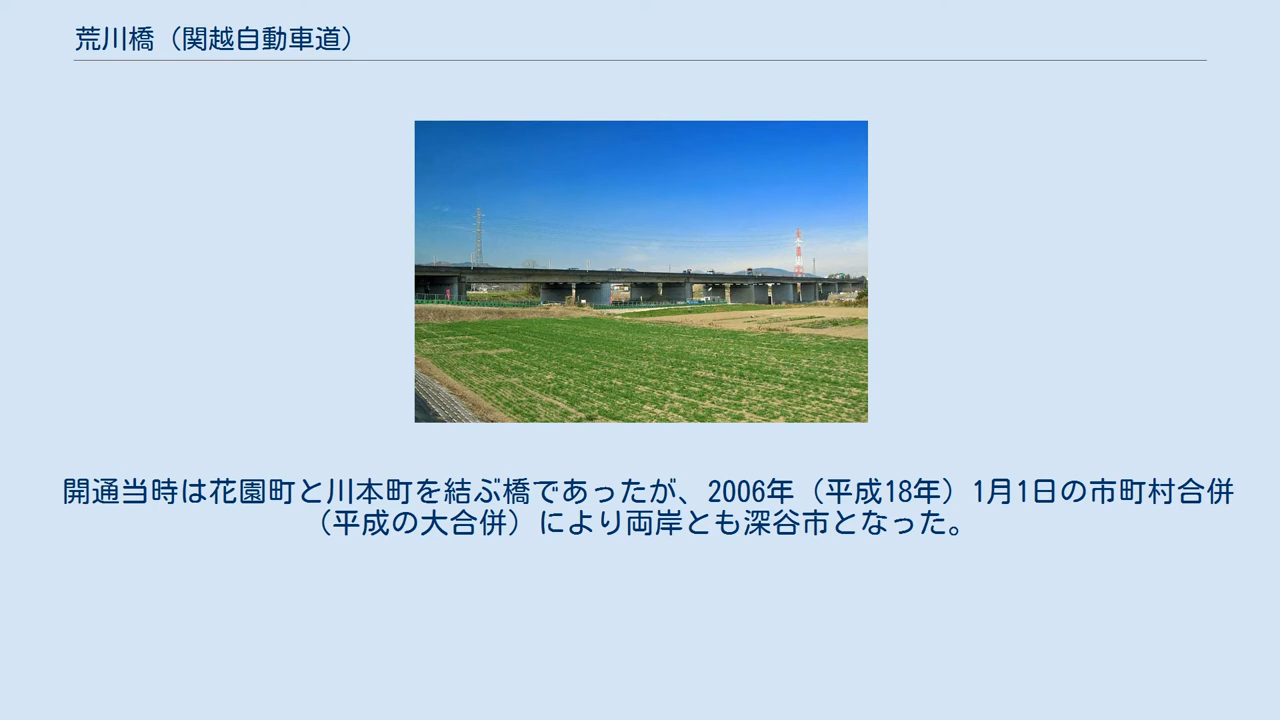 荒川橋（関越自動車道）
開通当時は花園町と川本町を結ぶ橋であったが、2006年（平成18年）1月1日の市町村合併
（平成の大合併）により両岸とも深谷市となった。